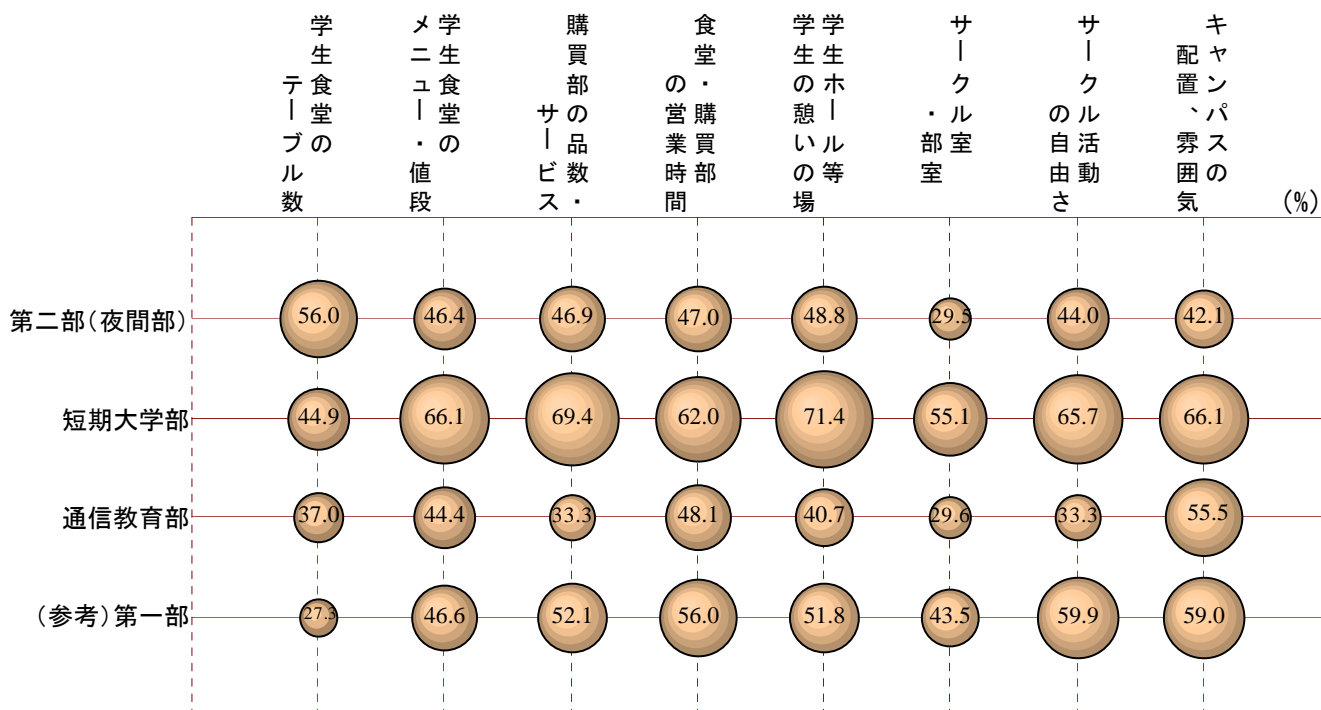 学生食堂の
テーブル数
学生食堂の
メニュー・値段
購買部の品数・
サービス
食堂・購買部
の営業時間
学生ホール等
学生の憩いの場
サークル室
・部室
サークル活動
の自由さ
キャンパスの
配置、雰囲気
(%)
第二部(夜間部) 56.0 46.4 46.9 47.0 48.8 29.5 44.0 42.1
短期大学部 44.9 66.1 69.4 62.0 71.4 55.1 65.7 66.1
通信教育部 37.0 44.4 33.3 48.1 40.7 29.6 33.3 55.5
(参考)第一部 27.3 46.6 52.1 56.0 51.8 43.5 59.9 59.0